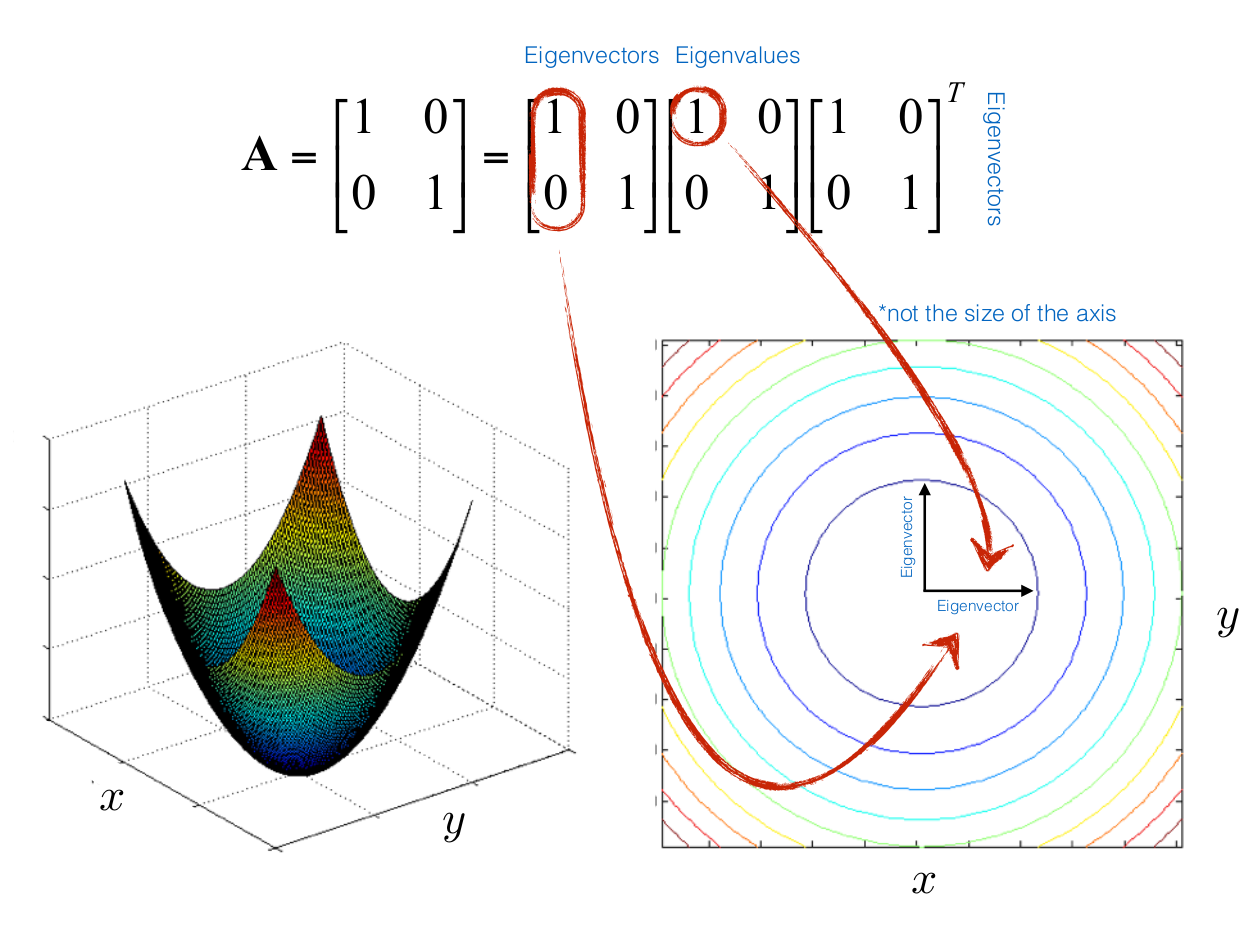 Eigenvectors Eigenvalues
A = [1 0 0 1] = [1 0 0 1] [1 0 0 1] [1 0 0 1]^T
Eigenvectors
*not the size of the axis
Eigenvector
Eigenvector
x
y
y
x